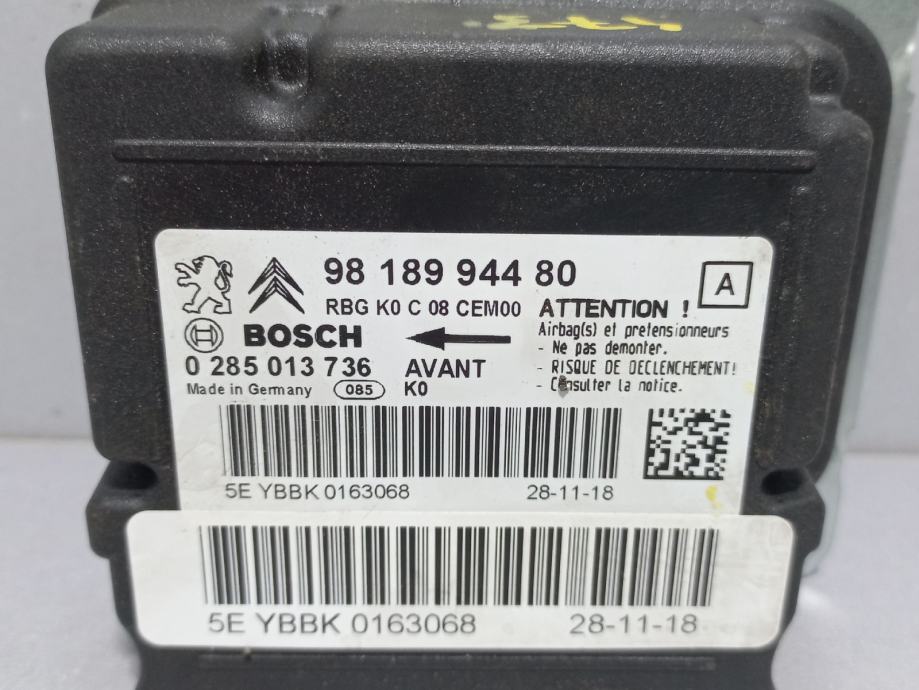 98 189 944 80
A
RBG K0 C 08 CEM00
BOSCH
0 285 013 736
Made in Germany 085
AVANT
K0
ATTENTION !
Airbag(s) et pretensionneurs
- Ne pas demonter.
- RISQUE DE DECLENCHEMENT!
- Consulter la notice.
5E YBBK 0163068 28-11-18
5E YBBK 0163068 28-11-18